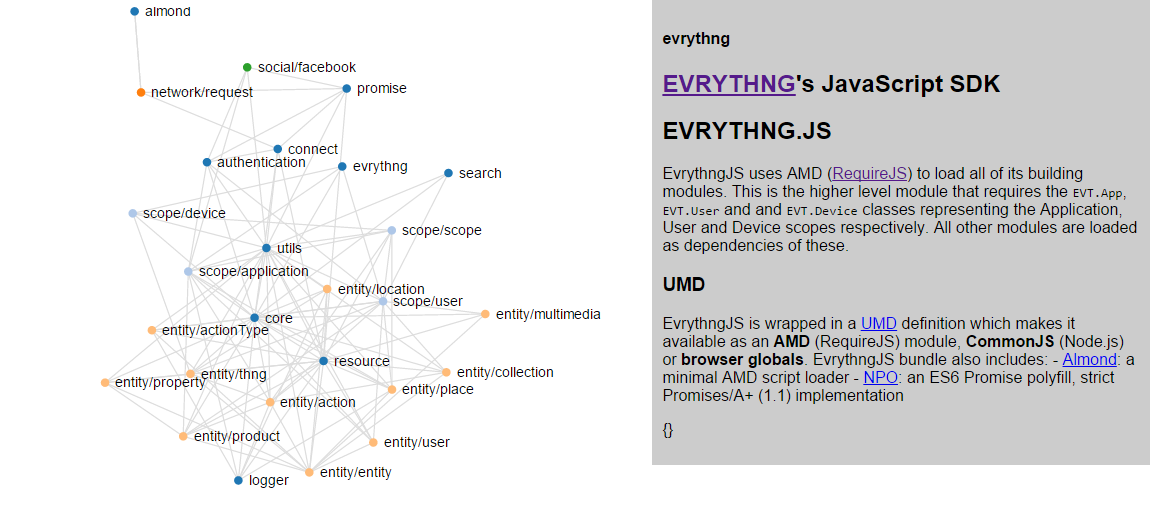 almond
social/facebook
network/request
promise
connect
authentication
evrythng
search
scope/device
scope/scope
utils
scope/application
entity/location
scope/user
entity/multimedia
core
entity/actionType
resource
entity/thng
entity/collection
entity/property
entity/place
entity/action
entity/product
entity/user
entity/entity
logger
evrythng
EVRYTHNG's JavaScript SDK
EVRYTHNG.JS
EvrythngJS uses AMD (RequireJS) to load all of its building
modules. This is the higher level module that requires the EVT.App,
EVT.User and and EVT.Device classes representing the Application,
User and Device scopes respectively. All other modules are loaded
as dependencies of these.
UMD
EvrythngJS is wrapped in a UMD definition which makes it
available as an AMD (RequireJS) module, CommonJS (Node.js)
or browser globals. EvrythngJS bundle also includes: - Almond: a
minimal AMD script loader - NPO: an ES6 Promise polyfill, strict
Promises/A+ (1.1) implementation
{}